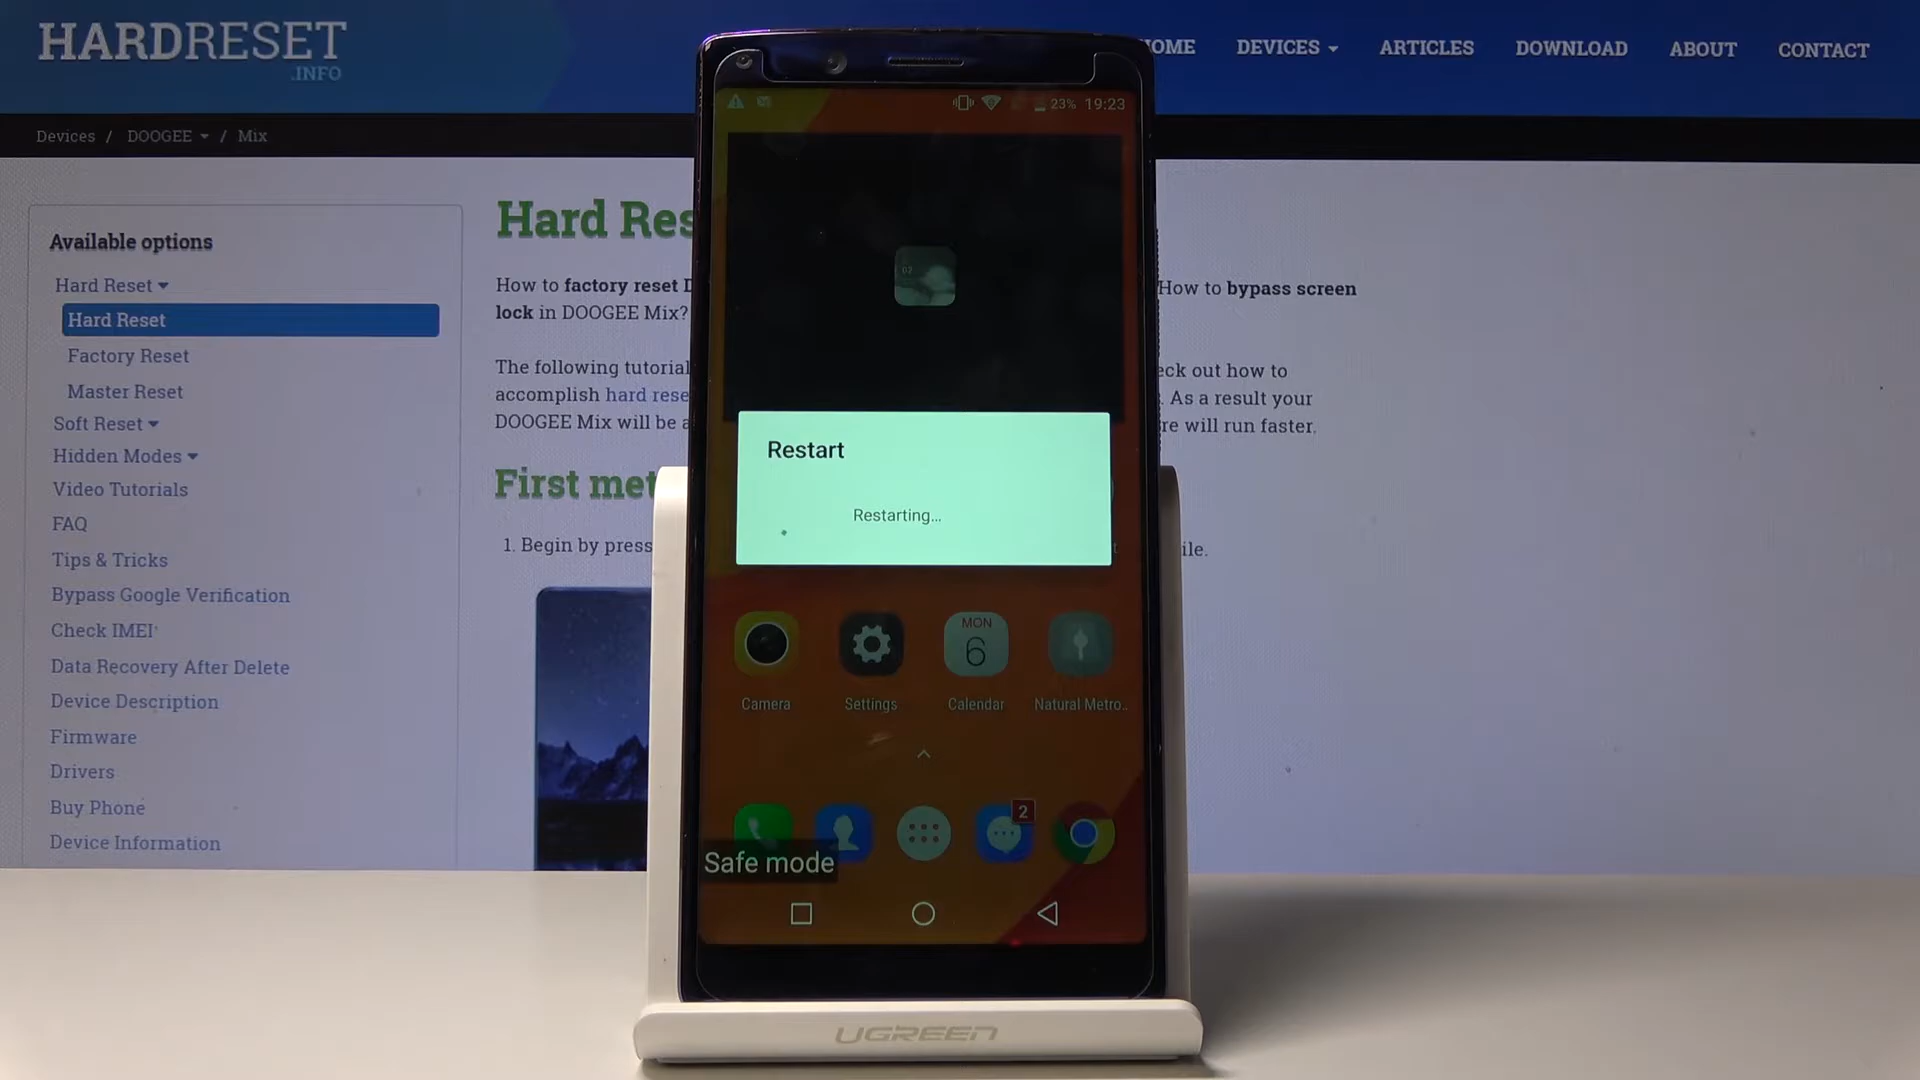 HARDRESET
.INFO
HOME DEVICES ARTICLES DOWNLOAD ABOUT CONTACT
Devices / DOOGEE / Mix
Available options
Hard Reset
Hard Reset
Factory Reset
Master Reset
Soft Reset
Hidden Modes
Video Tutorials
FAQ
Tips & Tricks
Bypass Google Verification
Check IMEI
Data Recovery After Delete
Device Description
Firmware
Drivers
Buy Phone
Device Information
Hard Res
How to factory reset D
How to bypass screen
lock in DOOGEE Mix?
The following tutorial
eck out how to
accomplish hard rese
. As a result your
DOOGEE Mix will be a
re will run faster.
First met
1. Begin by press
ile.
23% 19:23
02
Restart
Restarting...
MON
6
Camera Settings Calendar Natural Metro..
2
Safe mode
UGREEN